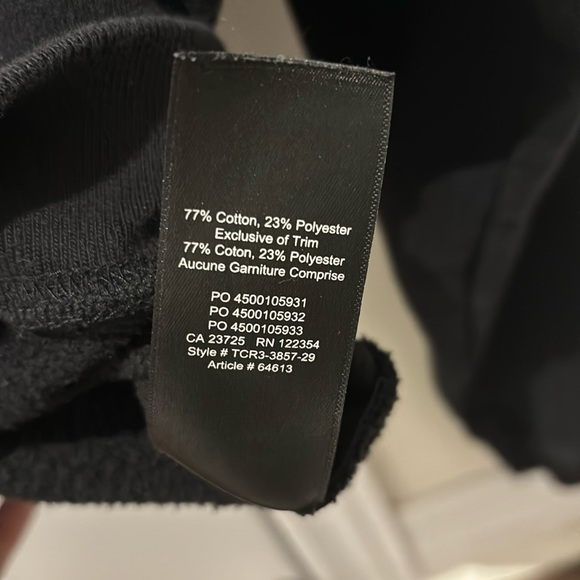 77% Cotton, 23% Polyester
Exclusive of Trim
77% Coton, 23% Polyester
Aucune Garniture Comprise
PO 4500105931
PO 4500105932
PO 4500105933
CA 23725 RN 122354
Style # TCR3-3857-29
Article # 64613